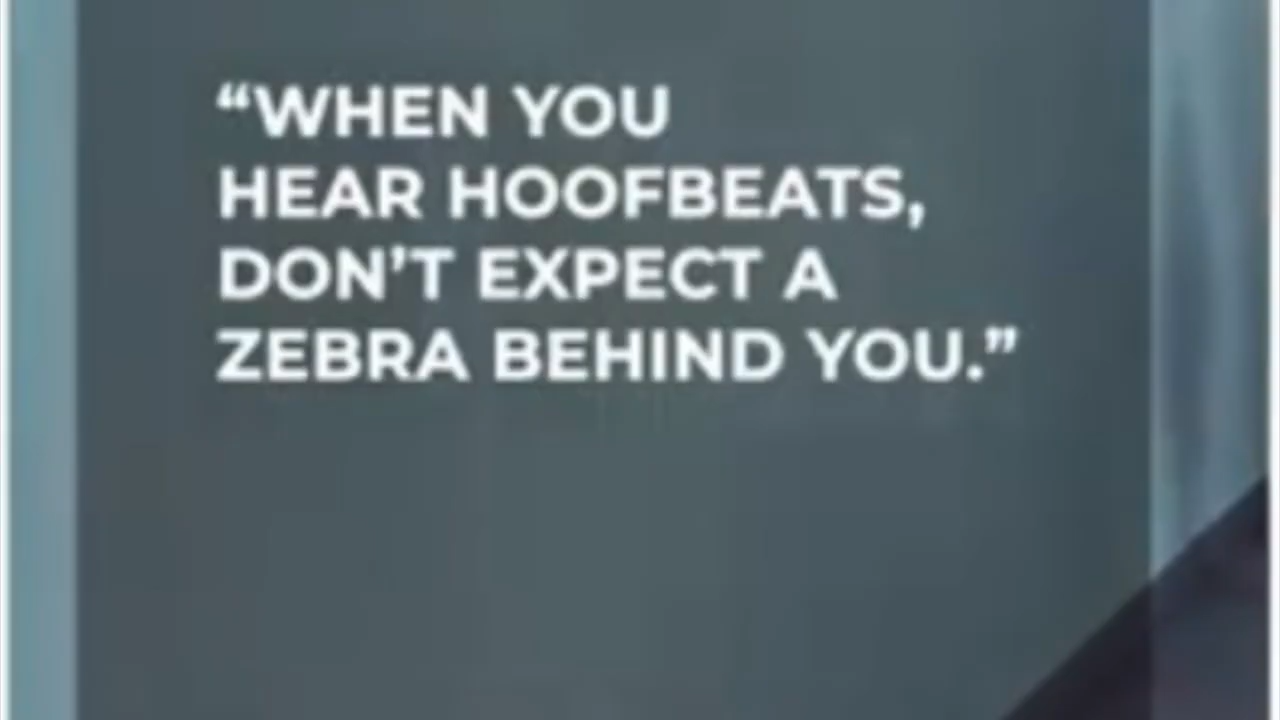 “WHEN YOU
HEAR HOOFBEATS,
DON’T EXPECT A
ZEBRA BEHIND YOU.”